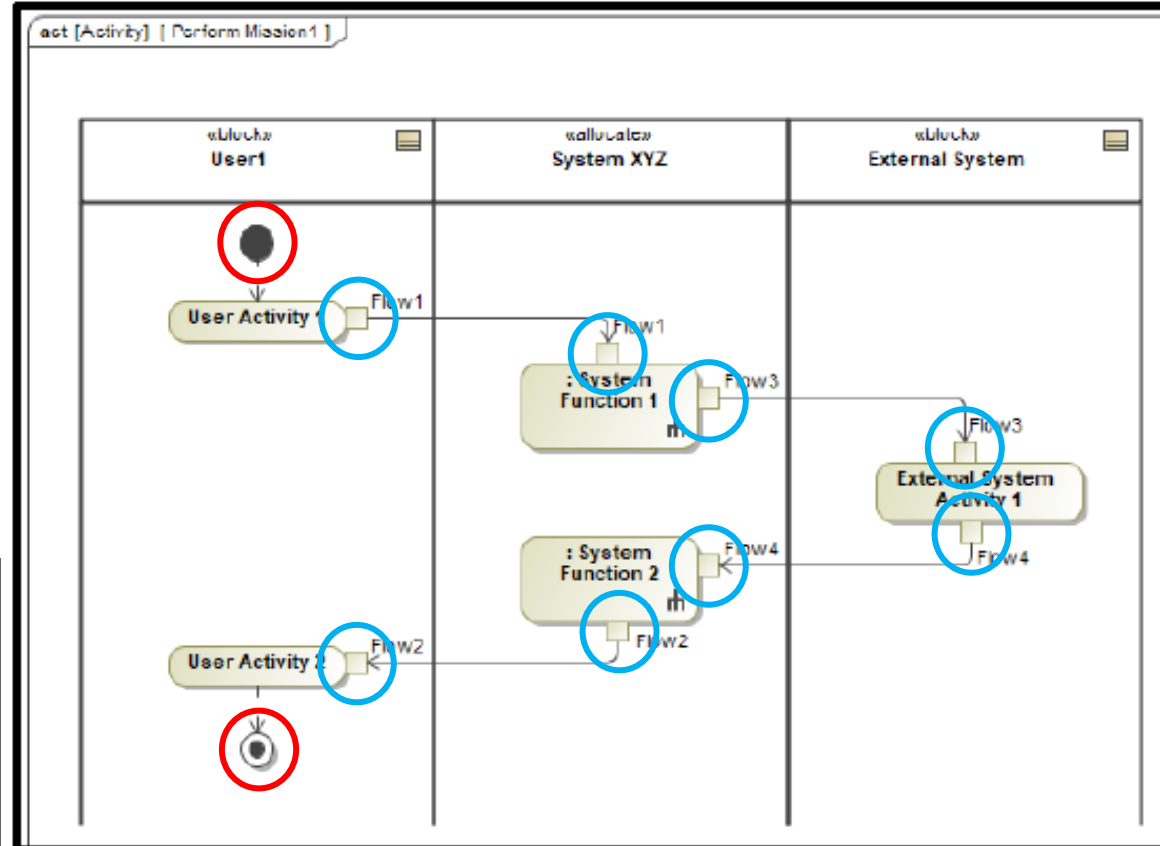 act [Activity] [ Perform Mission1 ]
«block»
User1
«allocate»
System XYZ
«block»
External System
User Activity 1
Flow1
Flow1
: System
Function 1
Flow3
Flow3
External System
Activity 1
Flow4
Flow4
: System
Function 2
Flow2
Flow2
User Activity 2